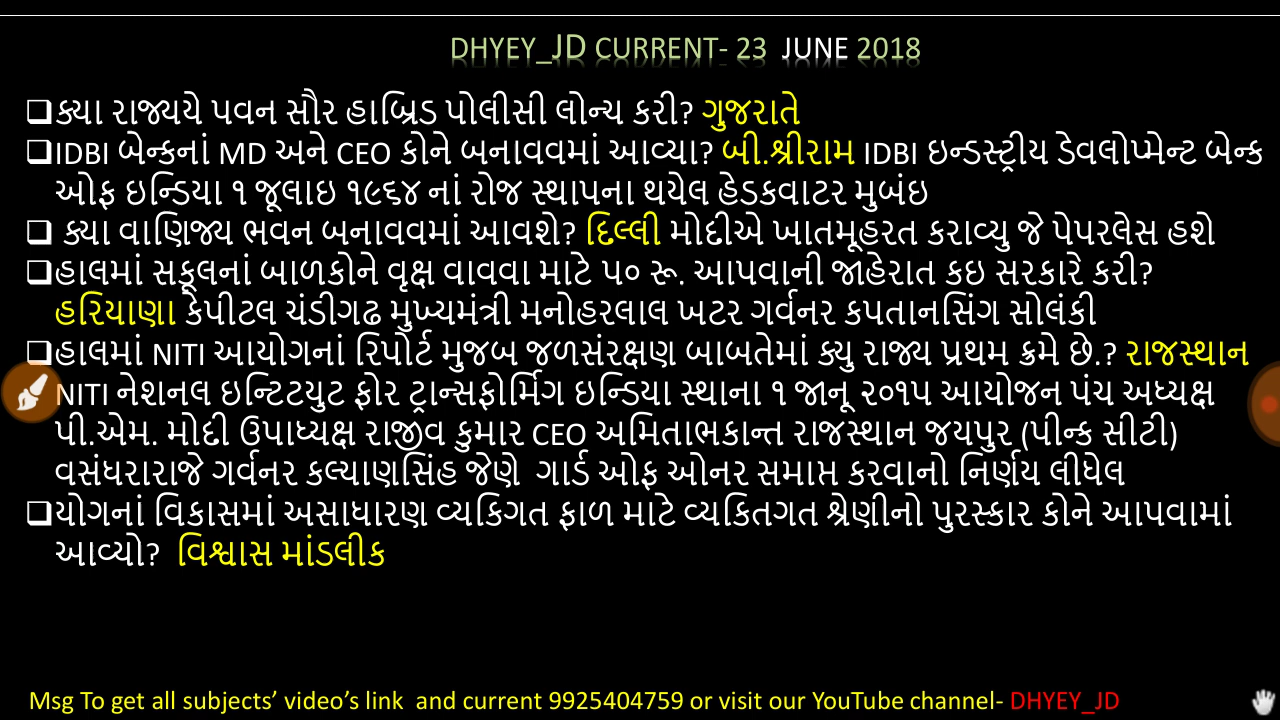 DHYEY_JD CURRENT- 23 JUNE 2018
❑ક્યા રાજ્યયે પવન સૌર હાબ્રિડ પોલીસી લોન્ચ કરી? ગુજરાતે
❑IDBI બેન્કનાં MD અને CEO કોને બનાવવમાં આવ્યા? બી.શ્રીરામ IDBI ઇન્ડસ્ટ્રીય ડેવલોપ્મેન્ટ બેન્ક
ઓફ ઇન્ડિયા ૧ જૂલાઇ ૧૯૬૪ નાં રોજ સ્થાપના થયેલ હેડકવાટર મુબંઇ
❑ ક્યા વાણિજ્ય ભવન બનાવવમાં આવશે? દિલ્લી મોદીએ ખાતમૂહરત કરાવ્યુ જે પેપરલેસ હશે
❑હાલમાં સકૂલનાં બાળકોને વૃક્ષ વાવવા માટે ૫૦ રૂ. આપવાની જાહેરાત કઇ સરકારે કરી?
હરિયાણા કેપીટલ ચંડીગઢ મુખ્યમંત્રી મનોહરલાલ ખટર ગર્વનર કપતાનસિંગ સોલંકી
❑હાલમાં NITI આયોગનાં રિપોર્ટ મુજબ જળસંરક્ષણ બાબતેમાં ક્યુ રાજ્ય પ્રથમ ક્રમે છે.? રાજસ્થાન
NITI નેશનલ ઇન્ટિટયુટ ફોર ટ્રાન્સફોર્મિગ ઇન્ડિયા સ્થાના ૧ જાનૂ ૨૦૧૫ આયોજન પંચ અધ્યક્ષ
પી.એમ. મોદી ઉપાધ્યક્ષ રાજીવ કુમાર CEO અમિતાભકાન્ત રાજસ્થાન જયપુર (પીન્ક સીટી)
વસંધરારાજે ગર્વનર કલ્યાણસિંહ જેણે ગાર્ડ ઓફ ઓનર સમાપ્ત કરવાનો નિર્ણય લીધેલ
❑યોગનાં વિકાસમાં અસાધારણ વ્યકિગત ફાળ માટે વ્યકિતગત શ્રેણીનો પુરસ્કાર કોને આપવામાં
આવ્યો? વિશ્વાસ માંડલીક
Msg To get all subjects’ video’s link and current 9925404759 or visit our YouTube channel- DHYEY_JD